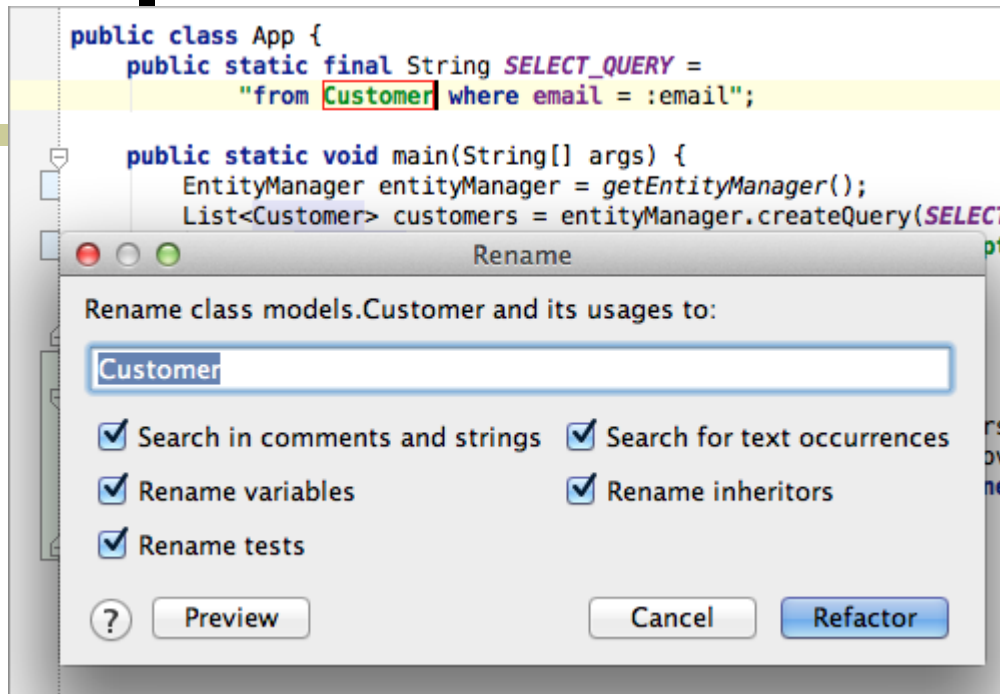 public class App {
public static final String SELECT_QUERY =
"from Customer where email = :email";
public static void main(String[] args) {
EntityManager entityManager = getEntityManager();
List<Customer> customers = entityManager.createQuery(SELECT
Rename
Rename class models.Customer and its usages to:
Customer
Search in comments and strings
Search for text occurrences
Rename variables
Rename inheritors
Rename tests
?
Preview
Cancel
Refactor